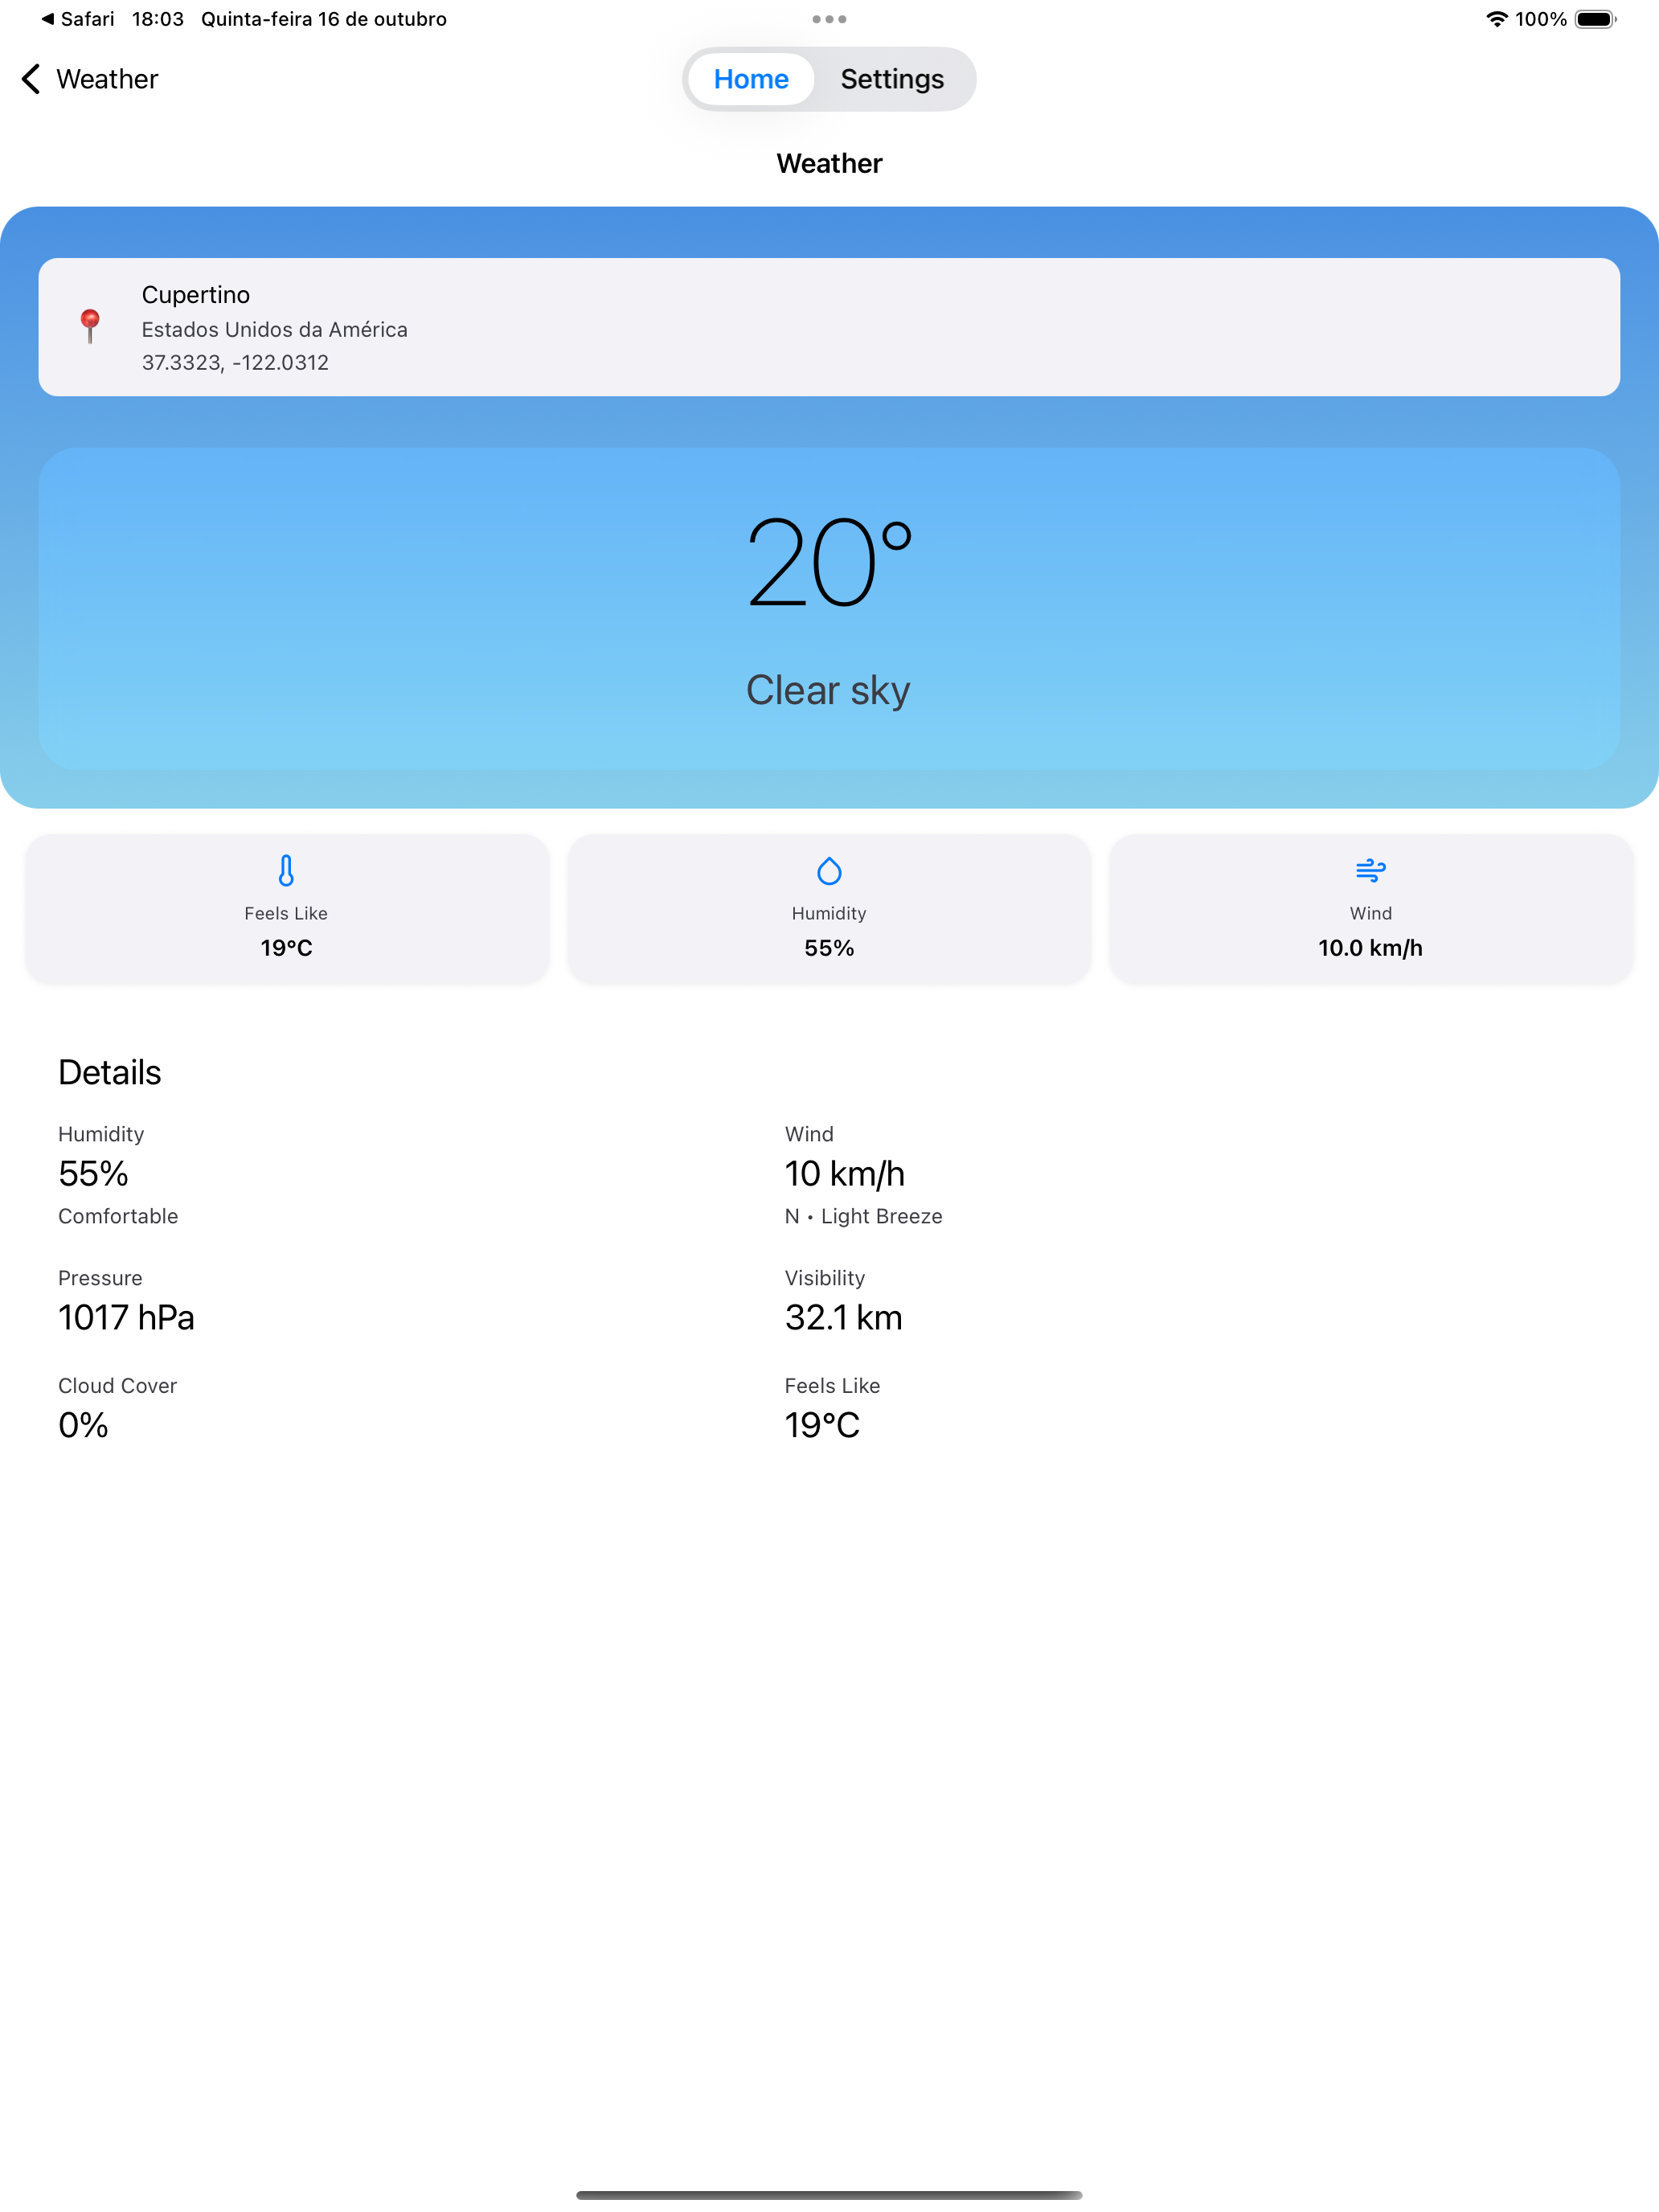 Safari 18:03 Quinta-feira 16 de outubro 100%
Weather Home Settings
Weather
Cupertino
Estados Unidos da América
37.3323, -122.0312
20°
Clear sky
Feels Like Humidity Wind
19°C 55% 10.0 km/h
Details
Humidity Wind
55% 10 km/h
Comfortable N • Light Breeze
Pressure Visibility
1017 hPa 32.1 km
Cloud Cover Feels Like
0% 19°C